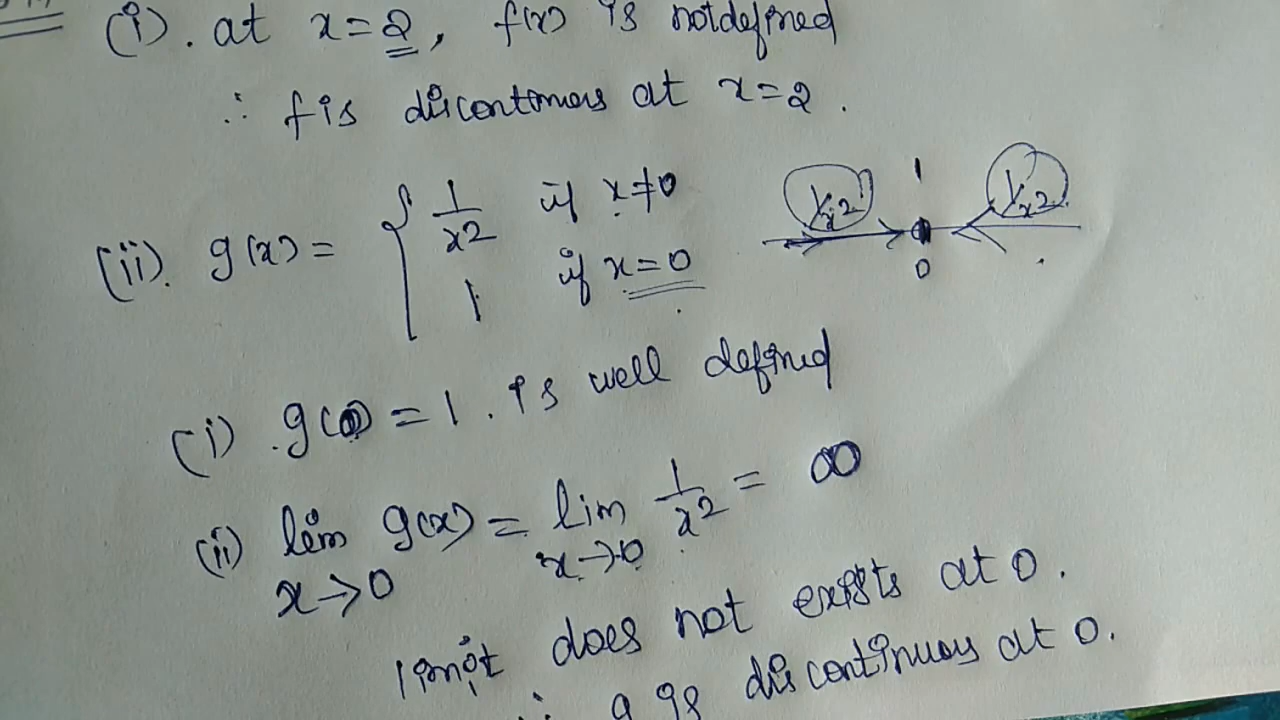 (i). at x=2, f(x) is notdefined
∴ f is discontinous at x=2.
(ii). g(x) = { 1/x2 if x≠0
1 if x=0
1/x2 1 1/x2
0
(i) .g(0) = 1. is well defined
(ii) lim x→0 g(x) = lim x→0 1/x2 = ∞
limit does not exists at 0.
∴ g is discontinuous at 0.